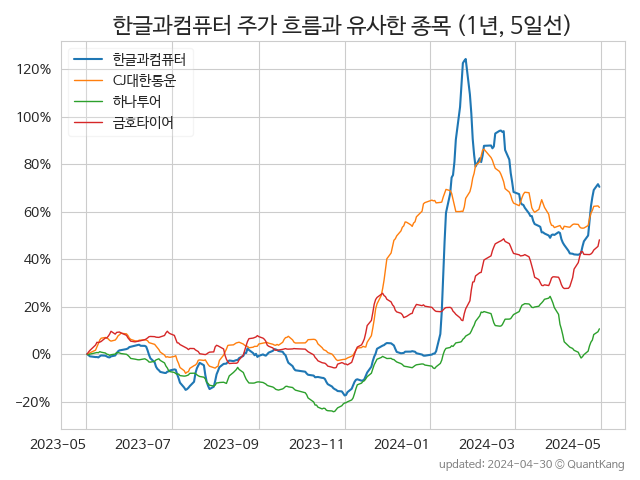 한글과컴퓨터 주가 흐름과 유사한 종목 (1년, 5일선)
한글과컴퓨터
CJ대한통운
하나투어
금호타이어
120%
100%
80%
60%
40%
20%
0%
−20%
2023-05 2023-07 2023-09 2023-11 2024-01 2024-03 2024-05
updated: 2024-04-30 © QuantKang